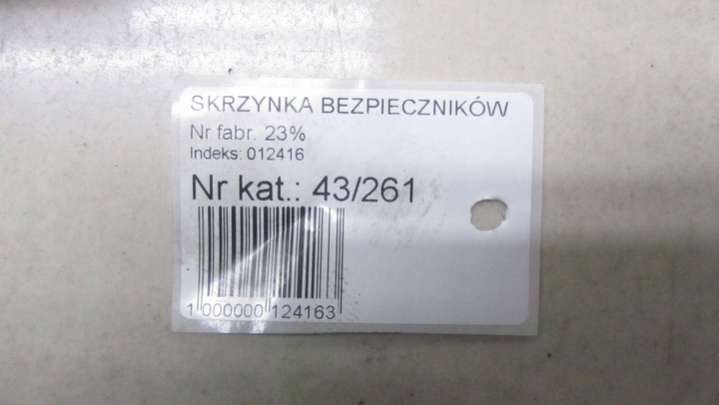 SKRZYNKA BEZPIECZNIKÓW
Nr fabr. 23%
Indeks: 012416
Nr kat.: 43/261
1 000000 124163